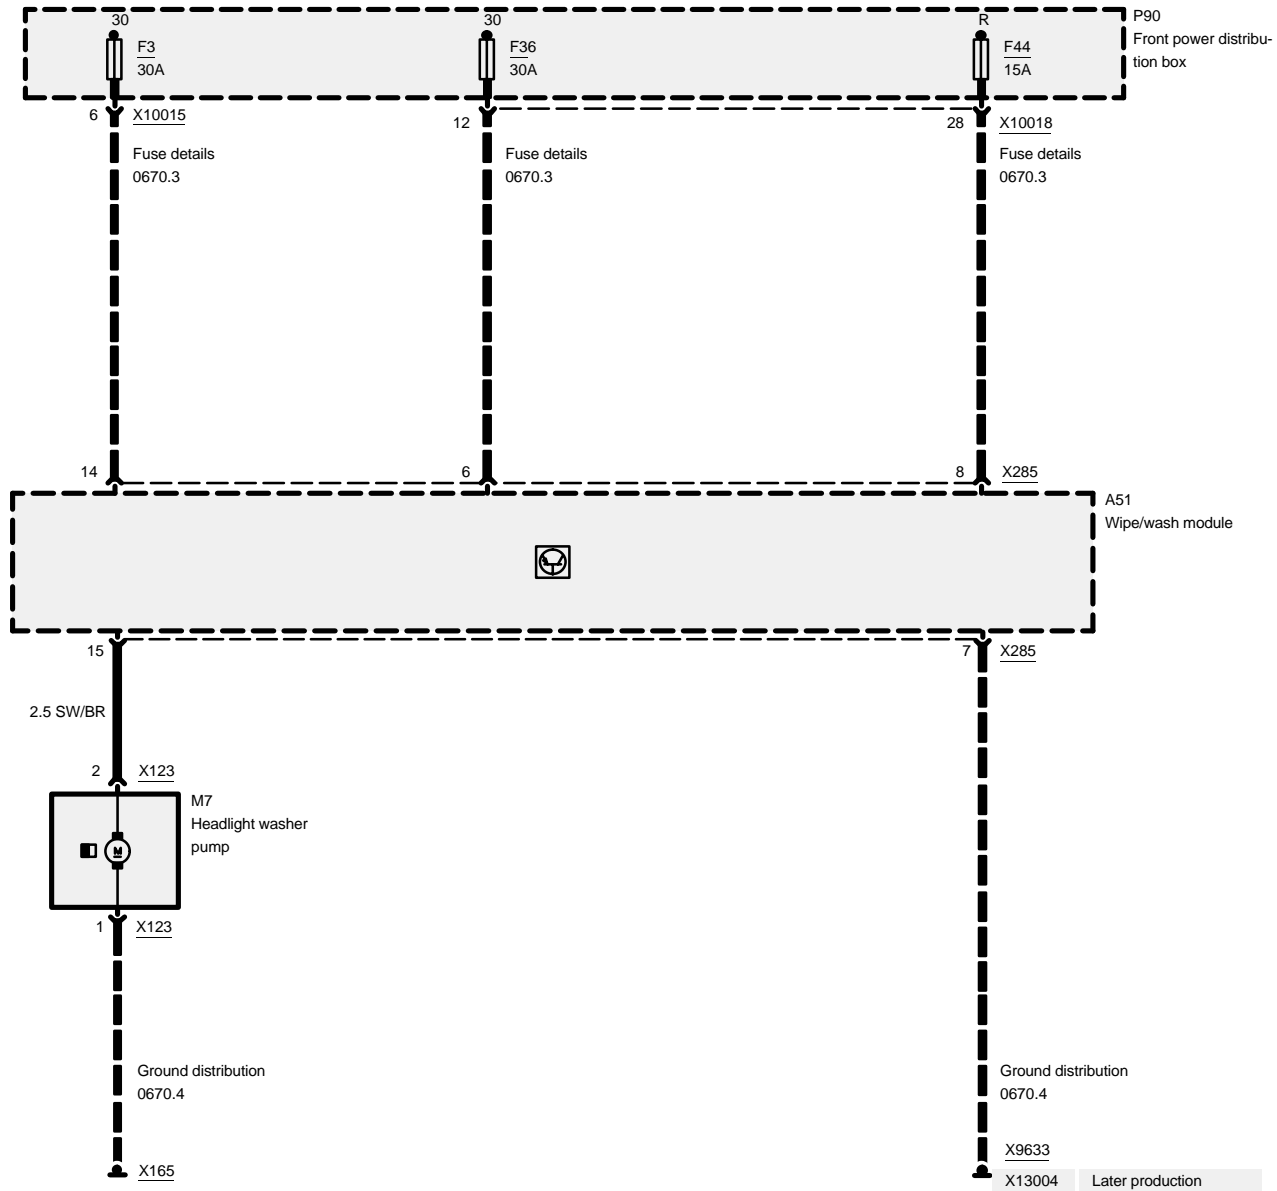 30
30
R
P90
Front power distribu-
tion box
F3
30A
F36
30A
F44
15A
6
X10015
12
28
X10018
Fuse details
0670.3
Fuse details
0670.3
Fuse details
0670.3
14
6
8
X285
A51
Wipe/wash module
15
7
X285
2.5 SW/BR
2
X123
M7
Headlight washer
pump
M
1
X123
Ground distribution
0670.4
Ground distribution
0670.4
X165
X9633
X13004
Later production